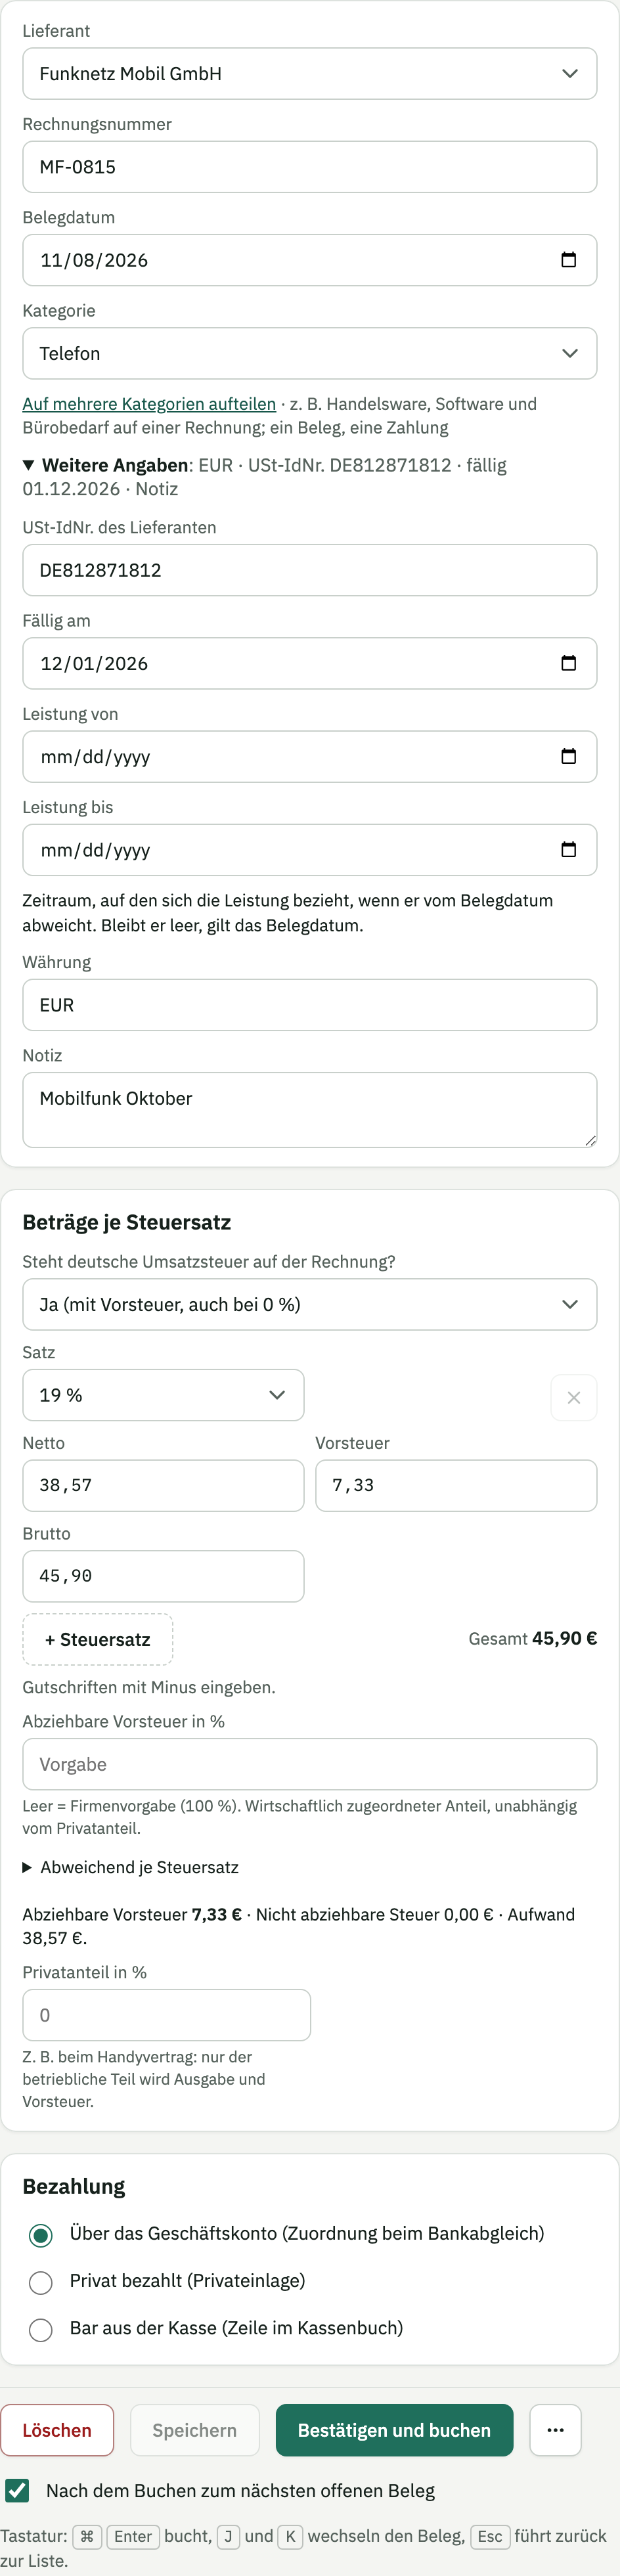 Lieferant
Funknetz Mobil GmbH
Rechnungsnummer
MF-0815
Belegdatum
11/08/2026
Kategorie
Telefon
Auf mehrere Kategorien aufteilen · z. B. Handelsware, Software und
Bürobedarf auf einer Rechnung; ein Beleg, eine Zahlung
▼ Weitere Angaben: EUR · USt-IdNr. DE812871812 · fällig
01.12.2026 · Notiz
USt-IdNr. des Lieferanten
DE812871812
Fällig am
12/01/2026
Leistung von
mm/dd/yyyy
Leistung bis
mm/dd/yyyy
Zeitraum, auf den sich die Leistung bezieht, wenn er vom Belegdatum
abweicht. Bleibt er leer, gilt das Belegdatum.
Währung
EUR
Notiz
Mobilfunk Oktober
Beträge je Steuersatz
Steht deutsche Umsatzsteuer auf der Rechnung?
Ja (mit Vorsteuer, auch bei 0 %)
Satz
19 %
Netto Vorsteuer
38,57 7,33
Brutto
45,90
+ Steuersatz Gesamt 45,90 €
Gutschriften mit Minus eingeben.
Abziehbare Vorsteuer in %
Vorgabe
Leer = Firmenvorgabe (100 %). Wirtschaftlich zugeordneter Anteil, unabhängig
vom Privatanteil.
▶ Abweichend je Steuersatz
Abziehbare Vorsteuer 7,33 € · Nicht abziehbare Steuer 0,00 € · Aufwand
38,57 €.
Privatanteil in %
0
Z. B. beim Handyvertrag: nur der
betriebliche Teil wird Ausgabe und
Vorsteuer.
Bezahlung
Über das Geschäftskonto (Zuordnung beim Bankabgleich)
Privat bezahlt (Privateinlage)
Bar aus der Kasse (Zeile im Kassenbuch)
Löschen Speichern Bestätigen und buchen ···
Nach dem Buchen zum nächsten offenen Beleg
Tastatur: ⌘ Enter bucht, J und K wechseln den Beleg, Esc führt zurück
zur Liste.